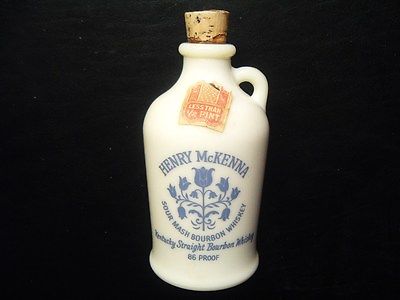 LESS THAN
1/2 PINT
HENRY McKENNA
SOUR MASH BOURBON WHISKEY
Kentucky Straight Bourbon Whisky
86 PROOF